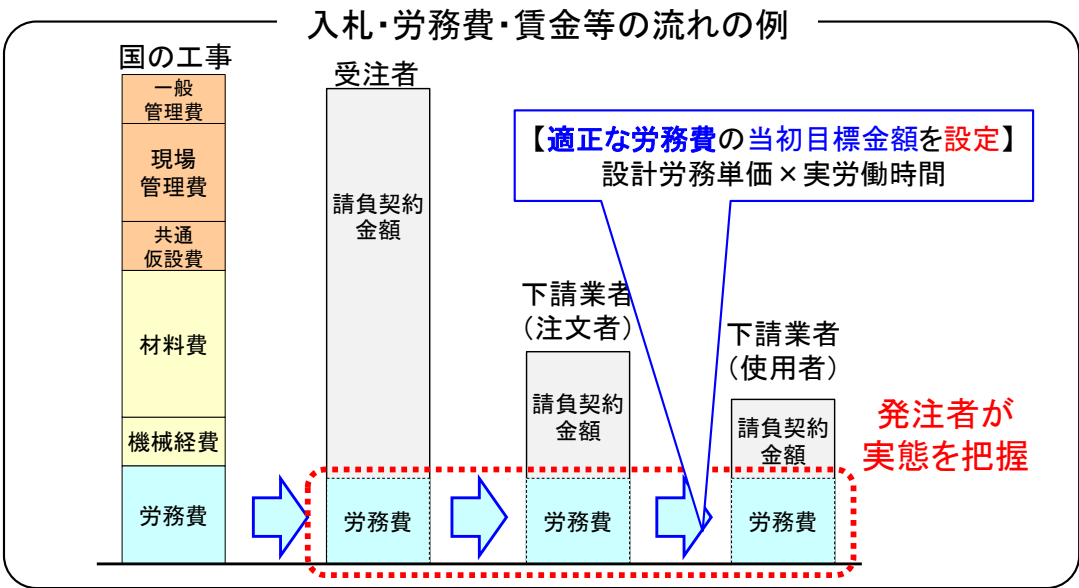 入札・労務費・賃金等の流れの例
国の工事
一般
管理費
現場
管理費
共通
仮設費
材料費
機械経費
労務費
受注者
請負契約
金額
労務費
【適正な労務費の当初目標金額を設定】
設計労務単価×実労働時間
下請業者
（注文者）
請負契約
金額
労務費
下請業者
（使用者）
請負契約
金額
労務費
発注者が
実態を把握